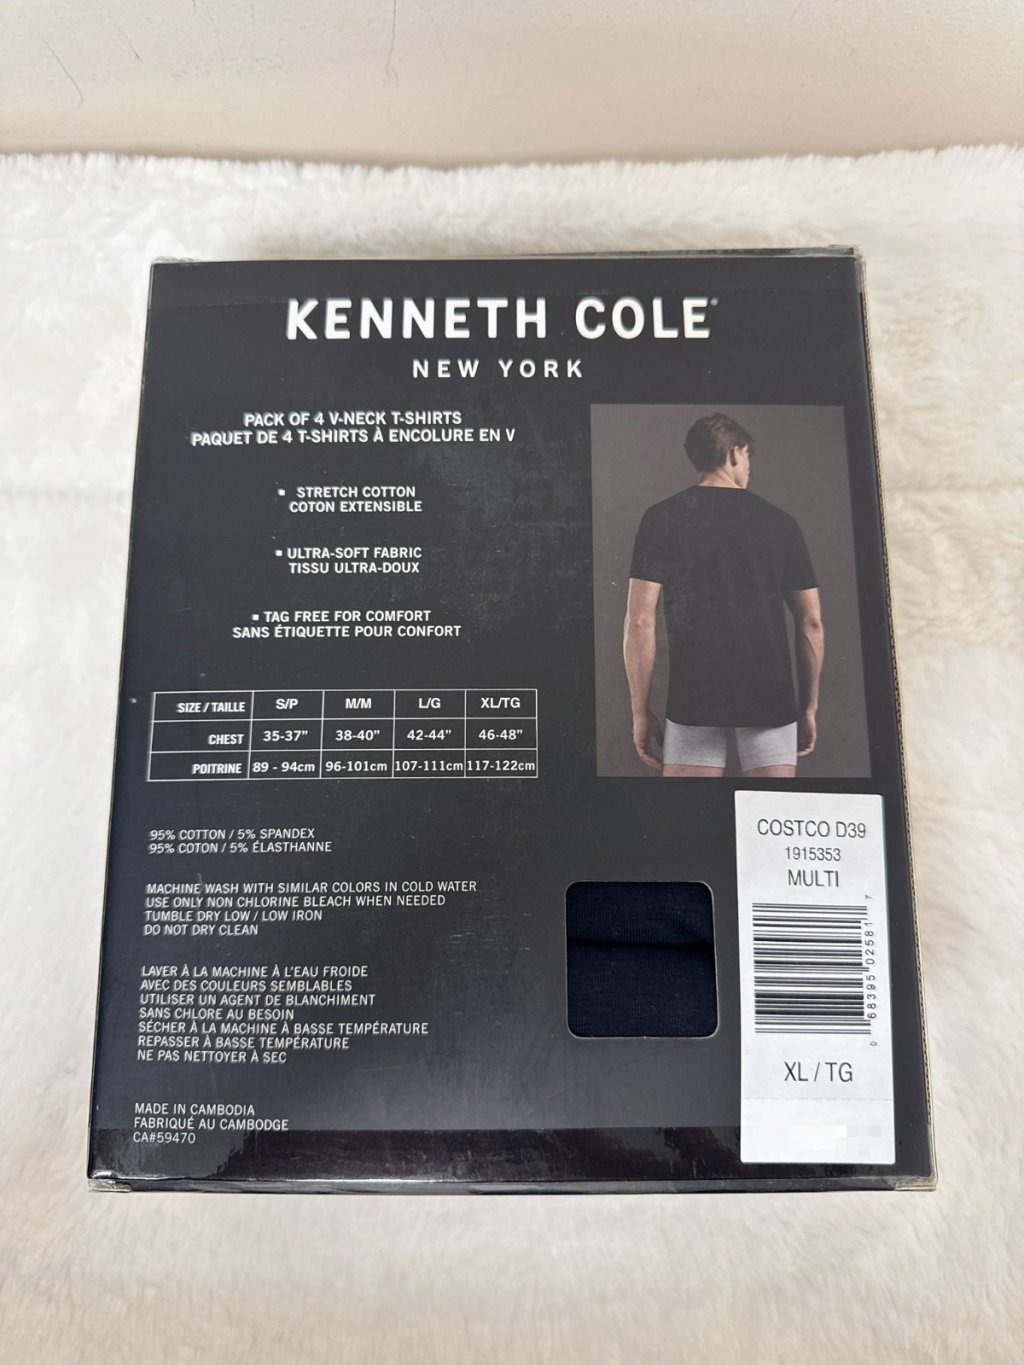 KENNETH COLE®
NEW YORK
PACK OF 4 V-NECK T-SHIRTS
PAQUET DE 4 T-SHIRTS À ENCOLURE EN V
▪ STRETCH COTTON
COTON EXTENSIBLE
▪ ULTRA-SOFT FABRIC
TISSU ULTRA-DOUX
▪ TAG FREE FOR COMFORT
SANS ÉTIQUETTE POUR CONFORT
SIZE / TAILLE S/P M/M L/G XL/TG
CHEST 35-37" 38-40" 42-44" 46-48"
POITRINE 89 - 94cm 96-101cm 107-111cm 117-122cm
95% COTTON / 5% SPANDEX
95% COTON / 5% ÉLASTHANNE
MACHINE WASH WITH SIMILAR COLORS IN COLD WATER
USE ONLY NON CHLORINE BLEACH WHEN NEEDED
TUMBLE DRY LOW / LOW IRON
DO NOT DRY CLEAN
LAVER À LA MACHINE À L'EAU FROIDE
AVEC DES COULEURS SEMBLABLES
UTILISER UN AGENT DE BLANCHIMENT
SANS CHLORE AU BESOIN
SÉCHER À LA MACHINE À BASSE TEMPÉRATURE
REPASSER À BASSE TEMPÉRATURE
NE PAS NETTOYER À SEC
MADE IN CAMBODIA
FABRIQUÉ AU CAMBODGE
CA#59470
COSTCO D39
1915353
MULTI
0 68395 02581 7
XL / TG